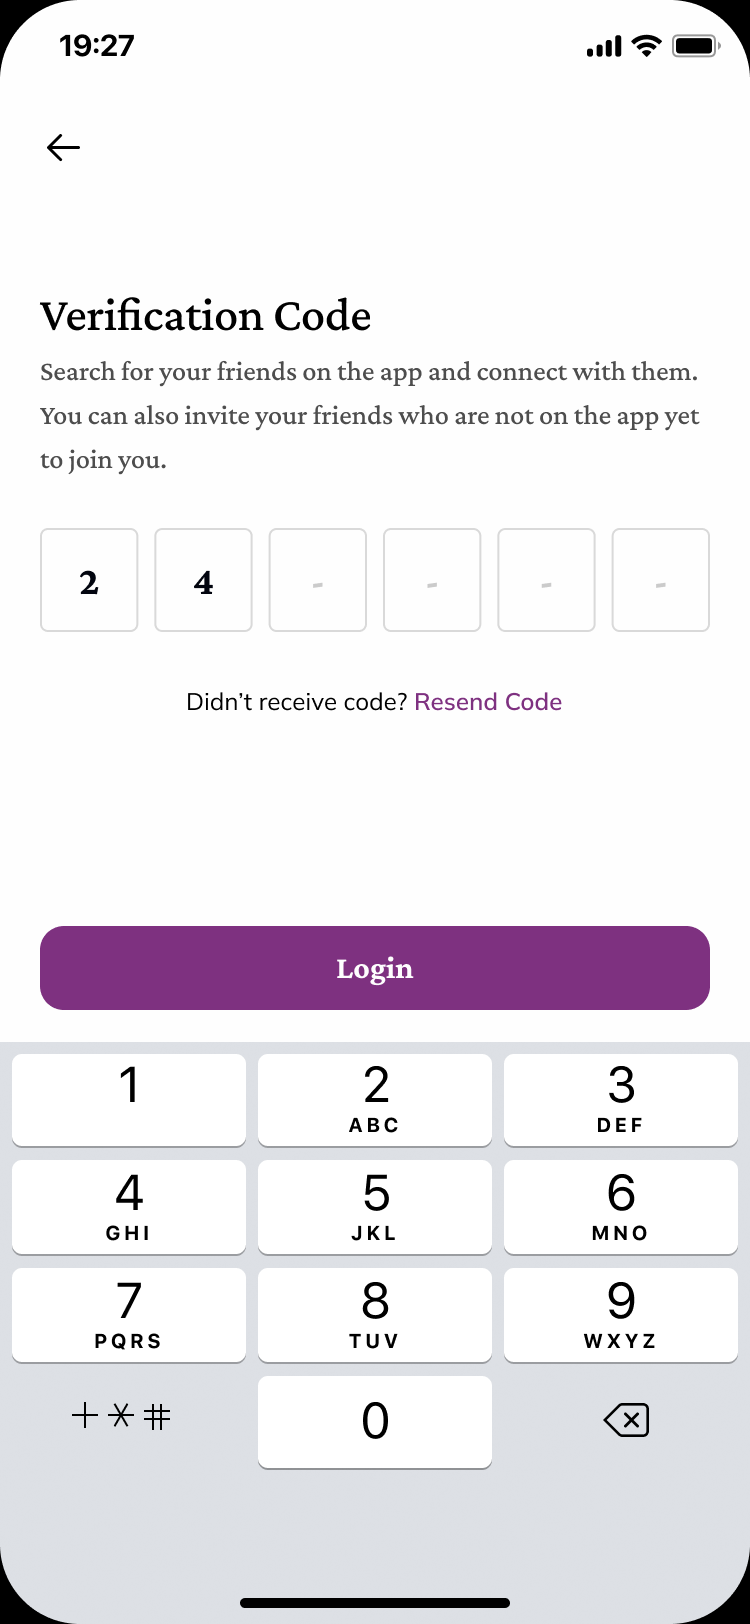 19:27
Verification Code
Search for your friends on the app and connect with them.
You can also invite your friends who are not on the app yet
to join you.
2 4 - - - -
Didn’t receive code? Resend Code
Login
1 2 3
ABC DEF
4 5 6
GHI JKL MNO
7 8 9
PQRS TUV WXYZ
+ * # 0